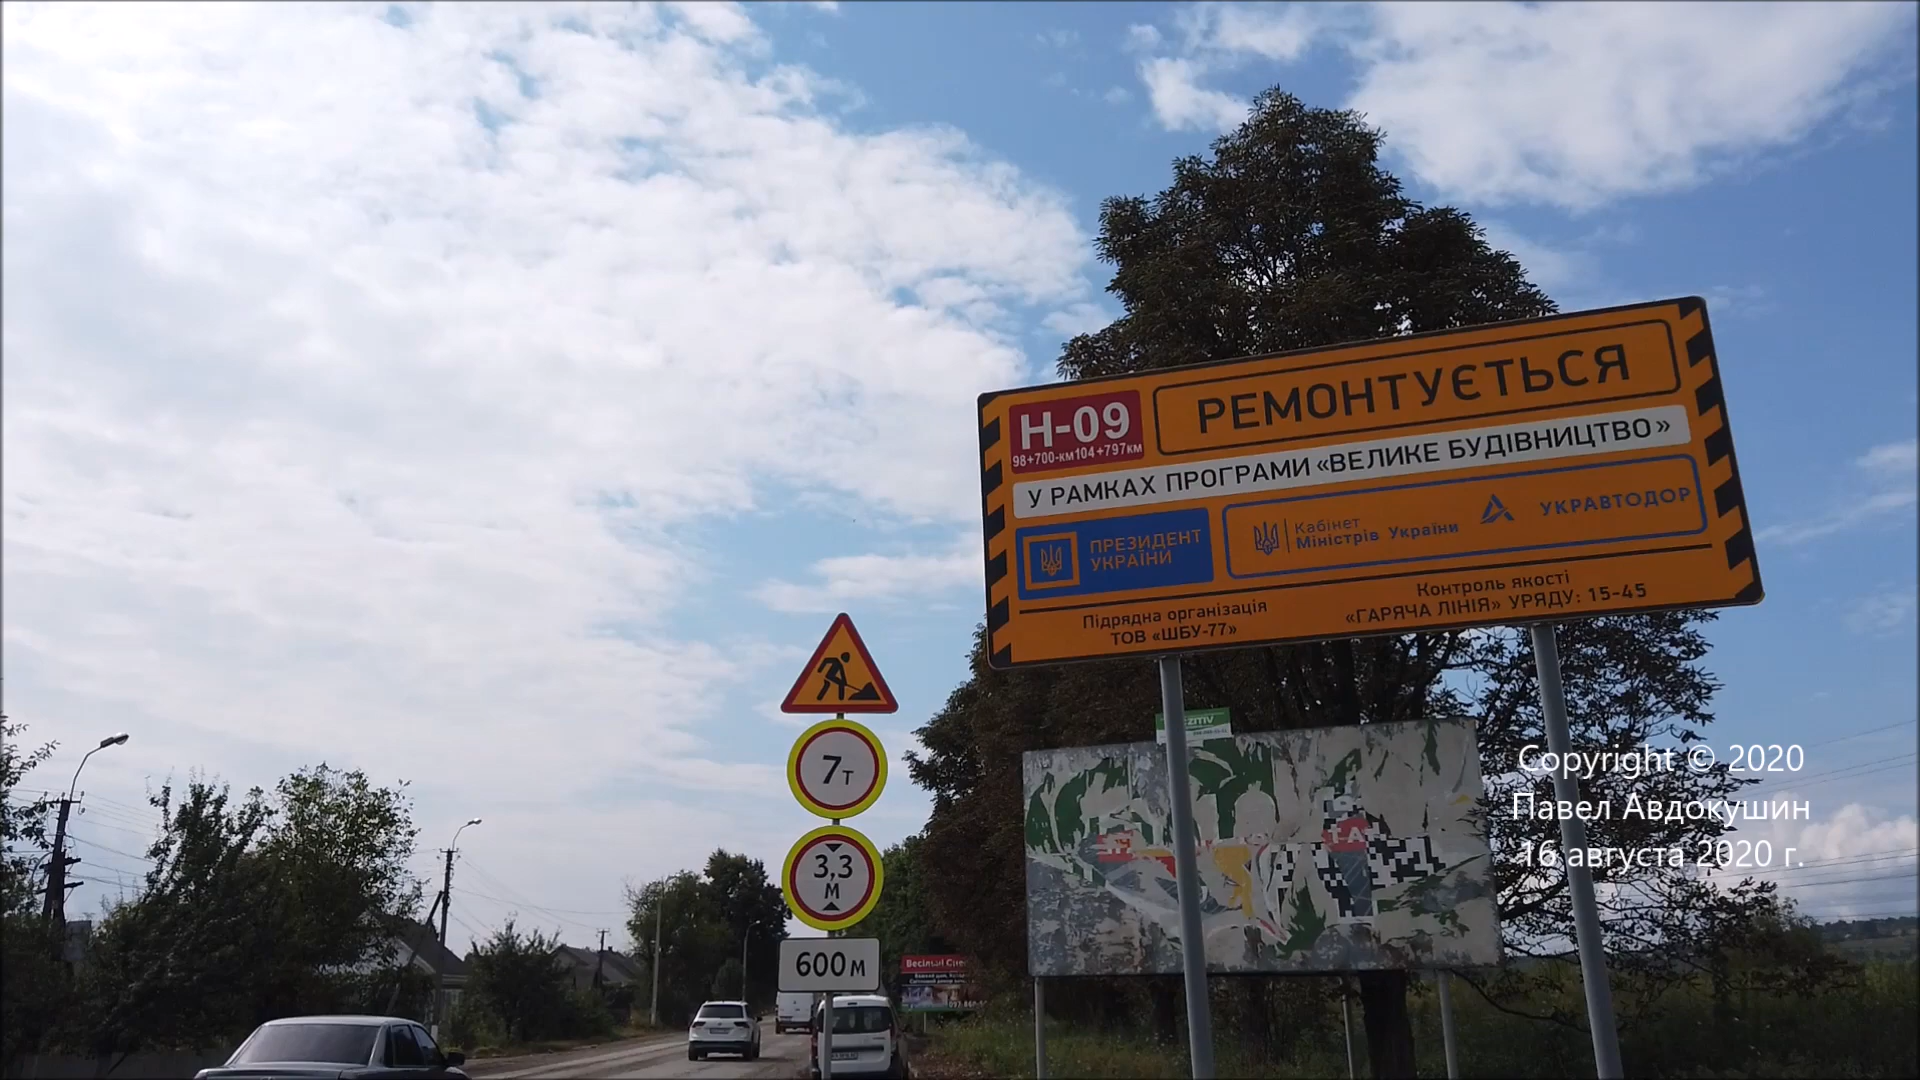 Н-09
98+700-км104+797км
РЕМОНТУЄТЬСЯ
У РАМКАХ ПРОГРАМИ «ВЕЛИКЕ БУДІВНИЦТВО»
ПРЕЗИДЕНТ
УКРАЇНИ
Кабінет
Міністрів України
УКРАВТОДОР
Підрядна організація
ТОВ «ШБУ-77»
Контроль якості
«ГАРЯЧА ЛІНІЯ» УРЯДУ: 15-45
7т
3,3
м
600м
Весільні
Copyright © 2020
Павел Авдокушин
16 августа 2020 г.